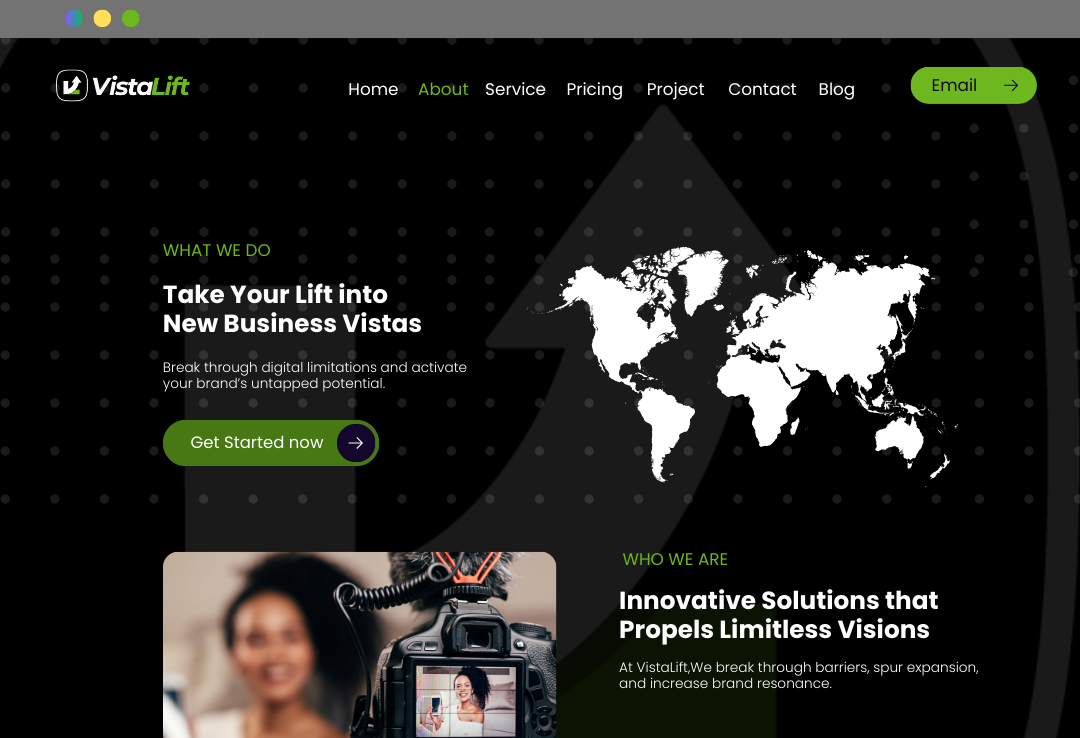 VistaLift
Home About Service Pricing Project Contact Blog
Email
WHAT WE DO
Take Your Lift into
New Business Vistas
Break through digital limitations and activate
your brand’s untapped potential.
Get Started now
WHO WE ARE
Innovative Solutions that
Propels Limitless Visions
At VistaLift,We break through barriers, spur expansion,
and increase brand resonance.